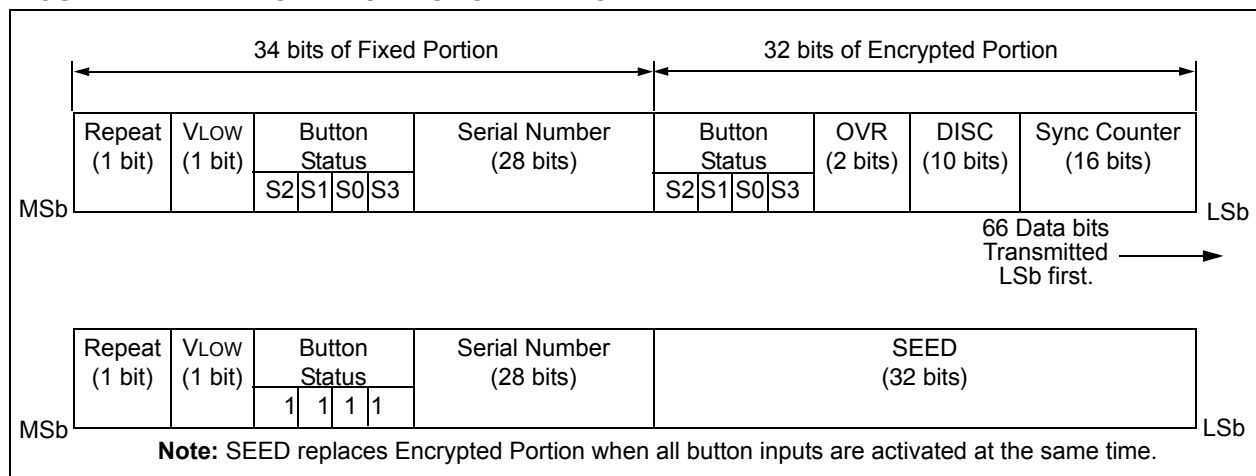 34 bits of Fixed Portion 32 bits of Encrypted Portion
Repeat VLOW Button Serial Number Button OVR DISC Sync Counter
(1 bit) (1 bit) Status (28 bits) Status (2 bits) (10 bits) (16 bits)
S2 S1 S0 S3 S2 S1 S0 S3
MSb LSb
66 Data bits
Transmitted
LSb first.
Repeat VLOW Button Serial Number SEED
(1 bit) (1 bit) Status (28 bits) (32 bits)
1 1 1 1
MSb LSb
Note: SEED replaces Encrypted Portion when all button inputs are activated at the same time.